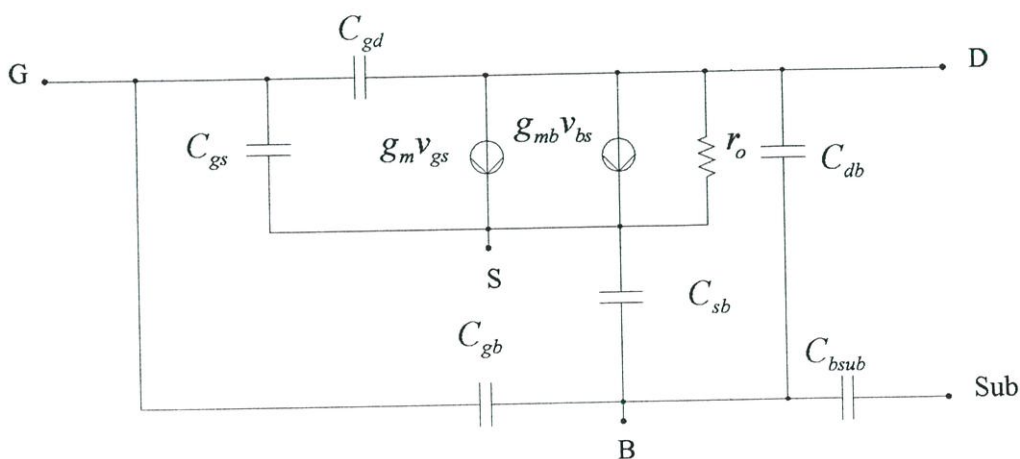 C_gd
G
D
C_gs
g_m v_gs
g_mb v_bs
r_o
C_db
S
C_sb
C_gb
C_bsub
Sub
B